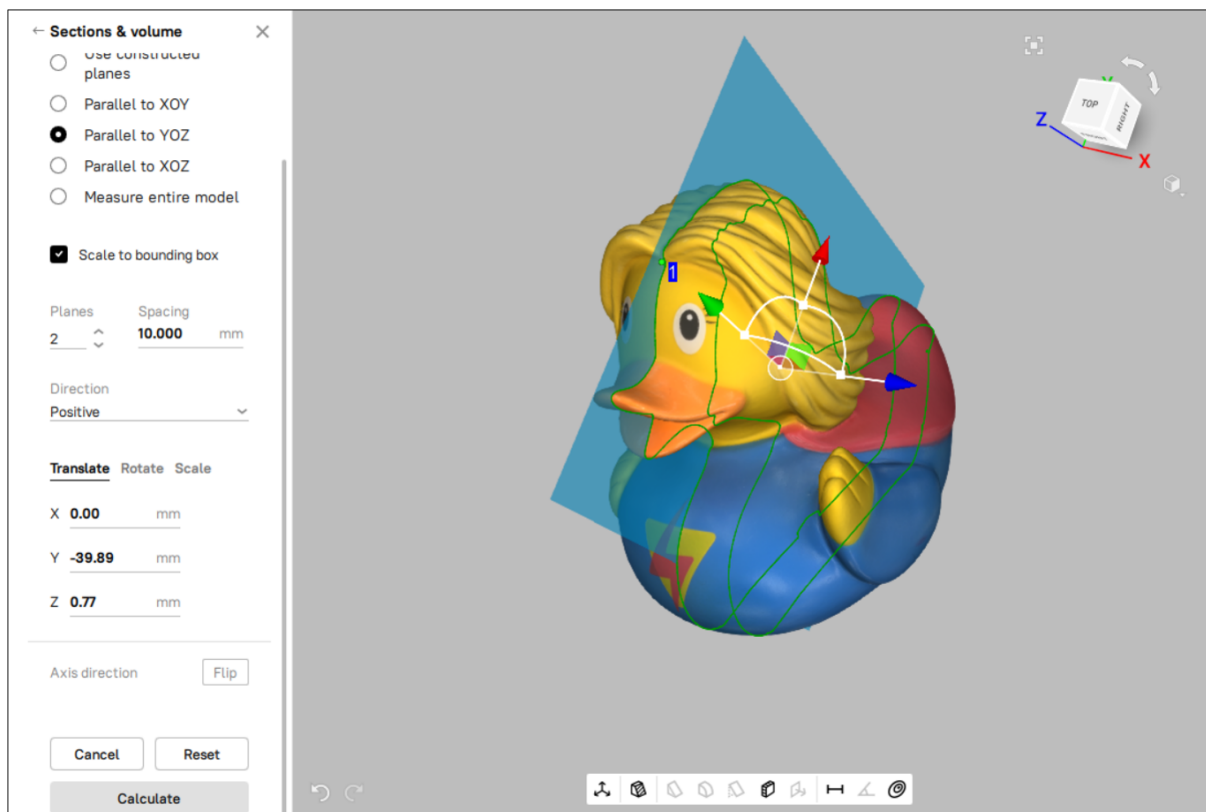 ← Sections & volume
Use constructed
planes
Parallel to XOY
Parallel to YOZ
Parallel to XOZ
Measure entire model
Scale to bounding box
Planes Spacing
2 10.000 mm
Direction
Positive
Translate Rotate Scale
X 0.00 mm
Y -39.89 mm
Z 0.77 mm
Axis direction Flip
Cancel Reset
Calculate
1
Y
TOP
RIGHT
Z
X